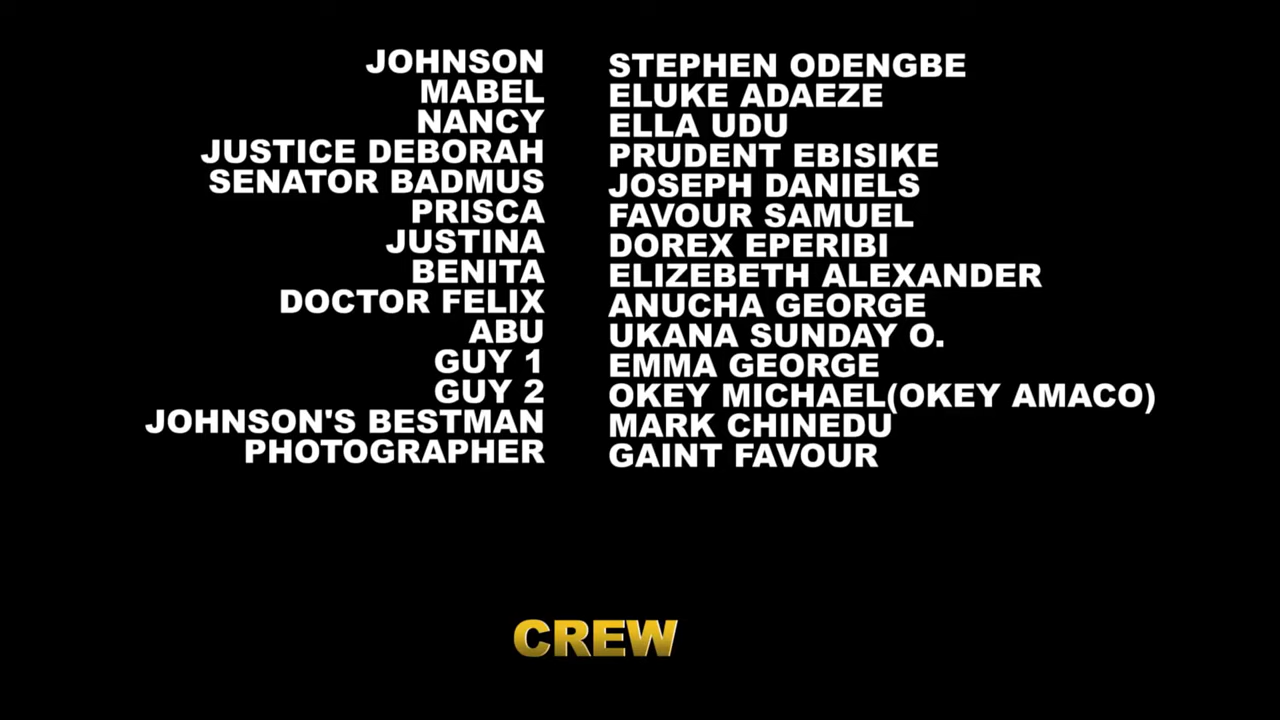 JOHNSON STEPHEN ODENGBE
MABEL ELUKE ADAEZE
NANCY ELLA UDU
JUSTICE DEBORAH PRUDENT EBISIKE
SENATOR BADMUS JOSEPH DANIELS
PRISCA FAVOUR SAMUEL
JUSTINA DOREX EPERIBI
BENITA ELIZEBETH ALEXANDER
DOCTOR FELIX ANUCHA GEORGE
ABU UKANA SUNDAY O.
GUY 1 EMMA GEORGE
GUY 2 OKEY MICHAEL(OKEY AMACO)
JOHNSON'S BESTMAN MARK CHINEDU
PHOTOGRAPHER GAINT FAVOUR
CREW